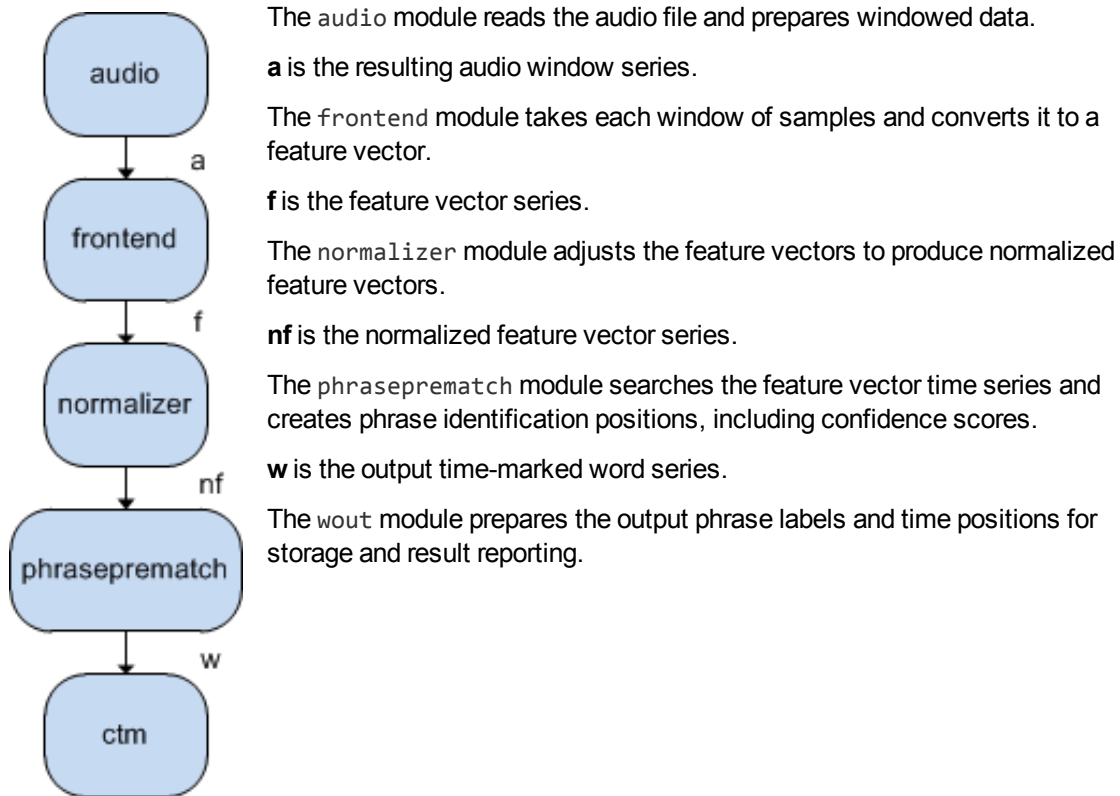 audio
a
frontend
f
normalizer
nf
phraseprematch
w
ctm
The audio module reads the audio file and prepares windowed data.
a is the resulting audio window series.
The frontend module takes each window of samples and converts it to a
feature vector.
f is the feature vector series.
The normalizer module adjusts the feature vectors to produce normalized
feature vectors.
nf is the normalized feature vector series.
The phraseprematch module searches the feature vector time series and
creates phrase identification positions, including confidence scores.
w is the output time-marked word series.
The wout module prepares the output phrase labels and time positions for
storage and result reporting.